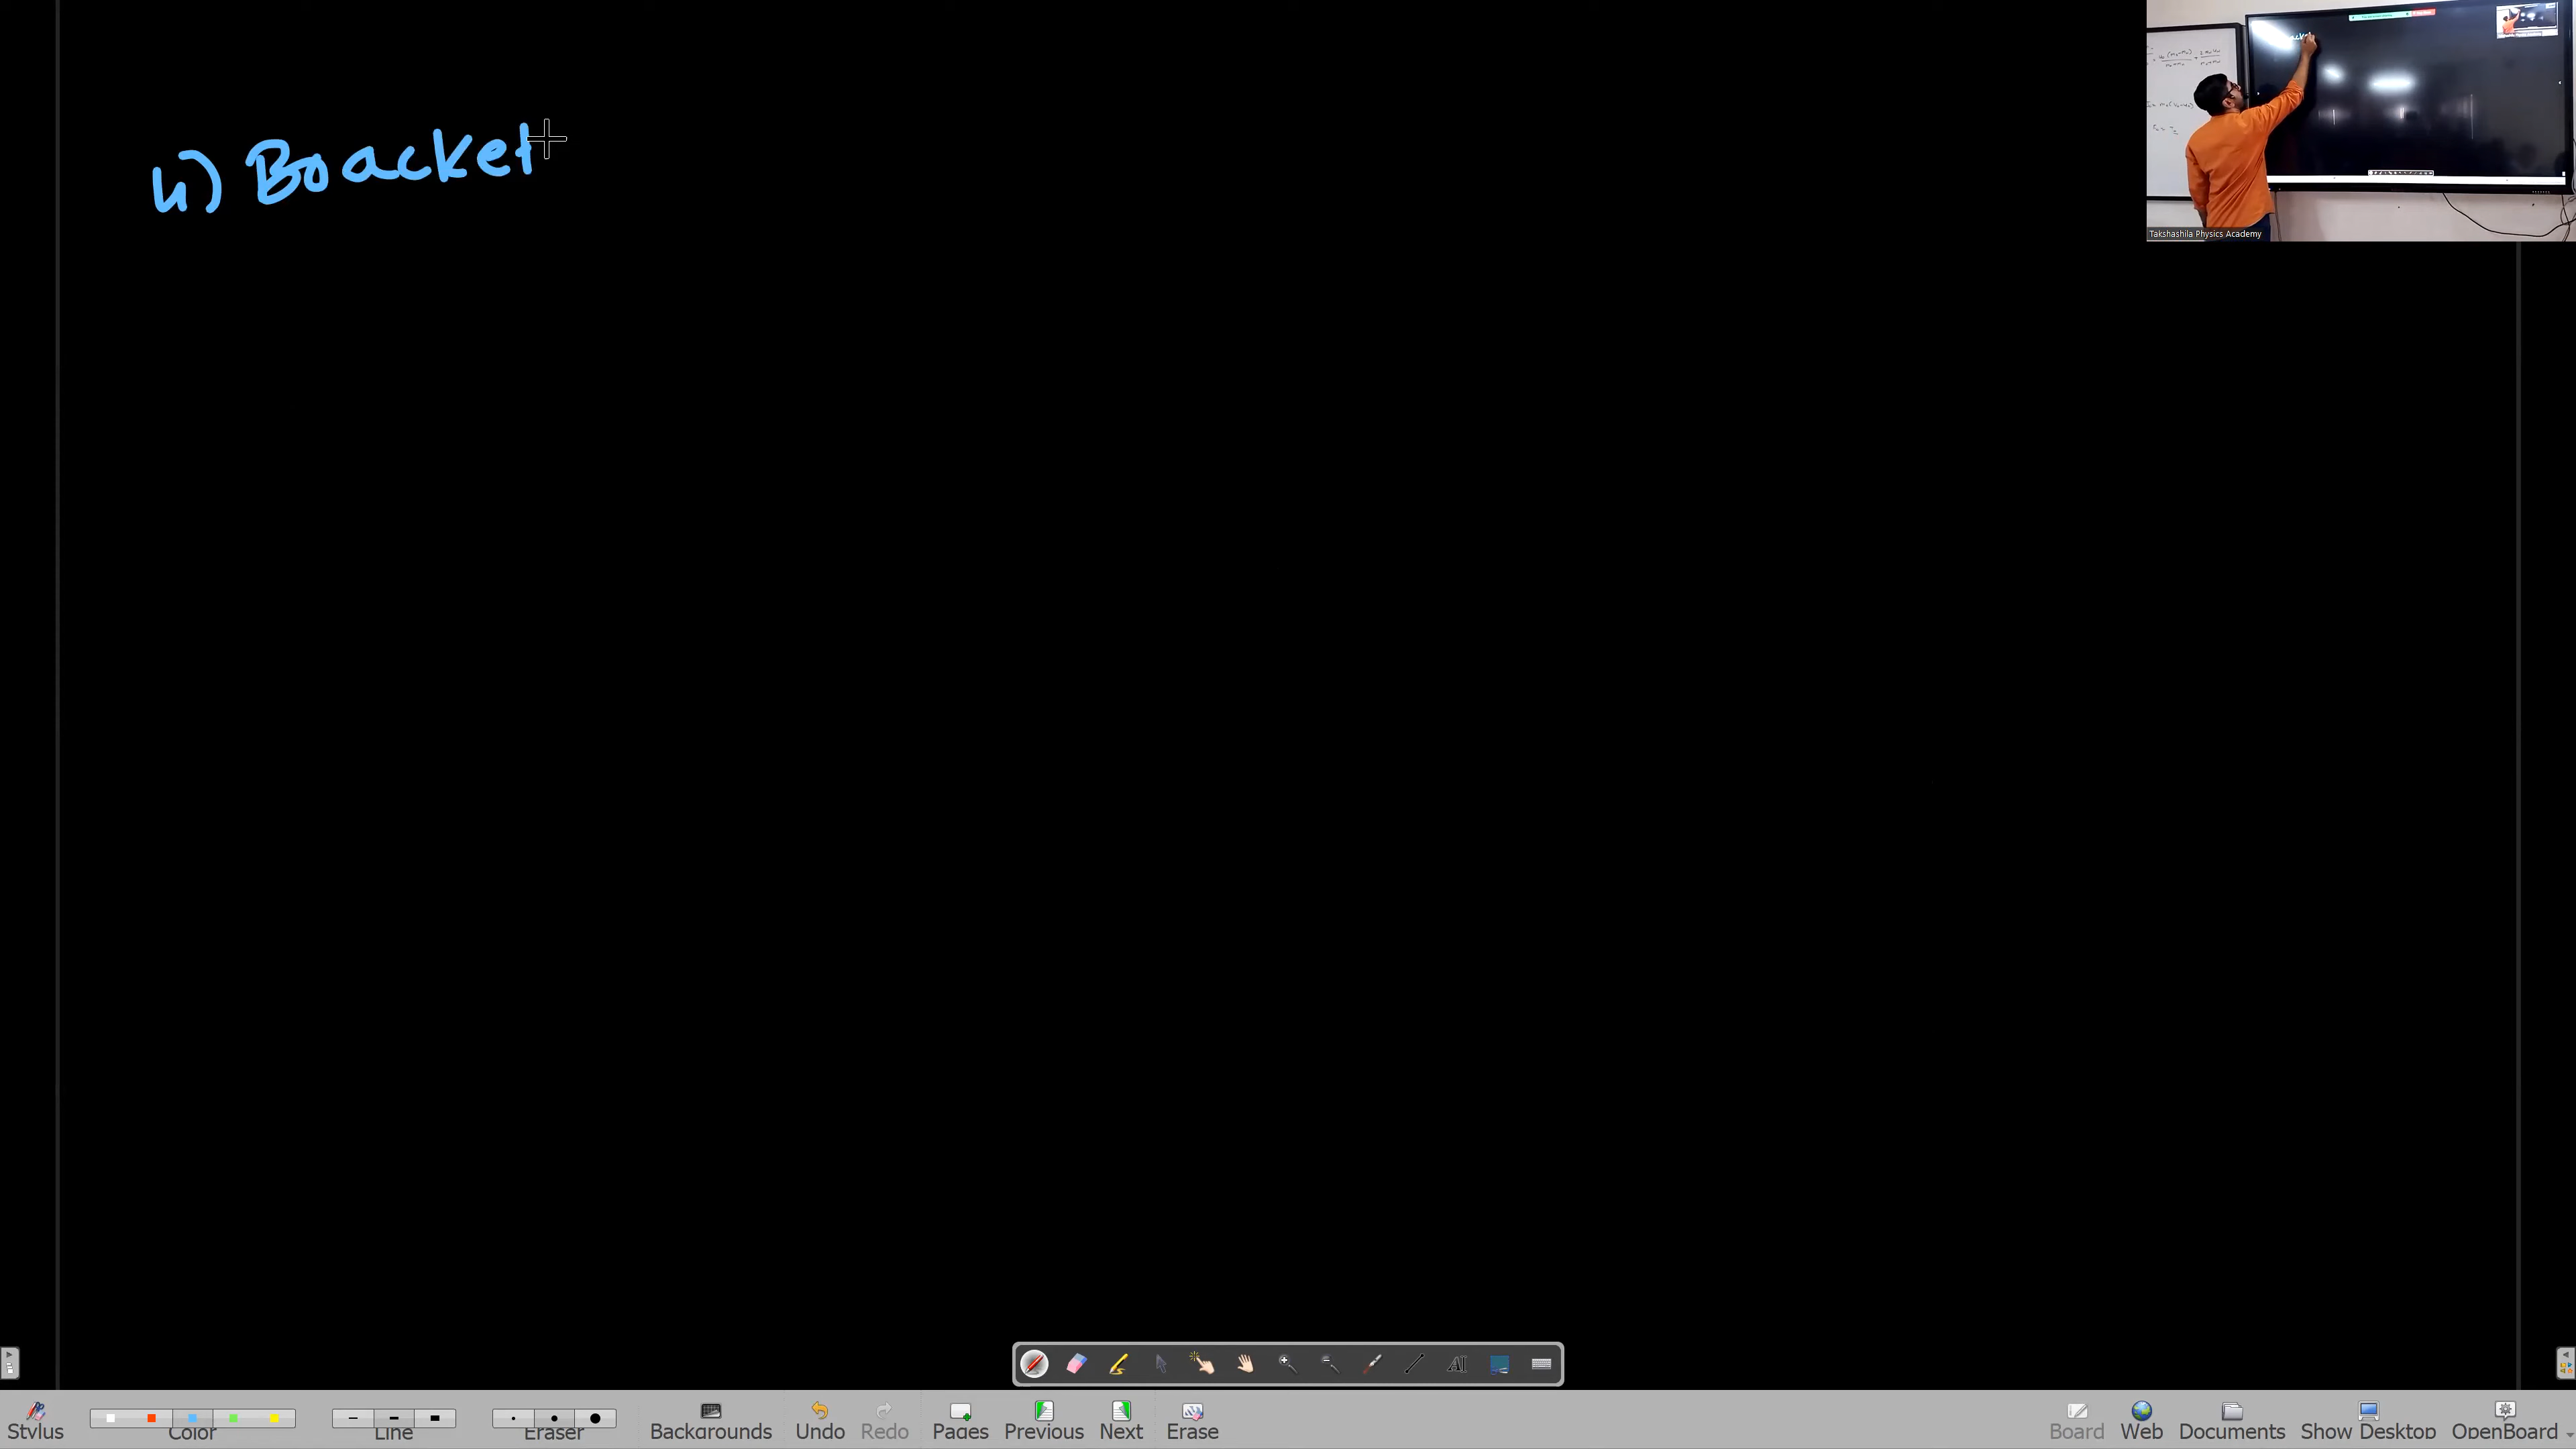 4) Bracket
Takshashila Physics Academy
Stylus
Color
Line
Eraser
Backgrounds
Undo
Redo
Pages
Previous
Next
Erase
Board
Web
Documents
Show Desktop
OpenBoard